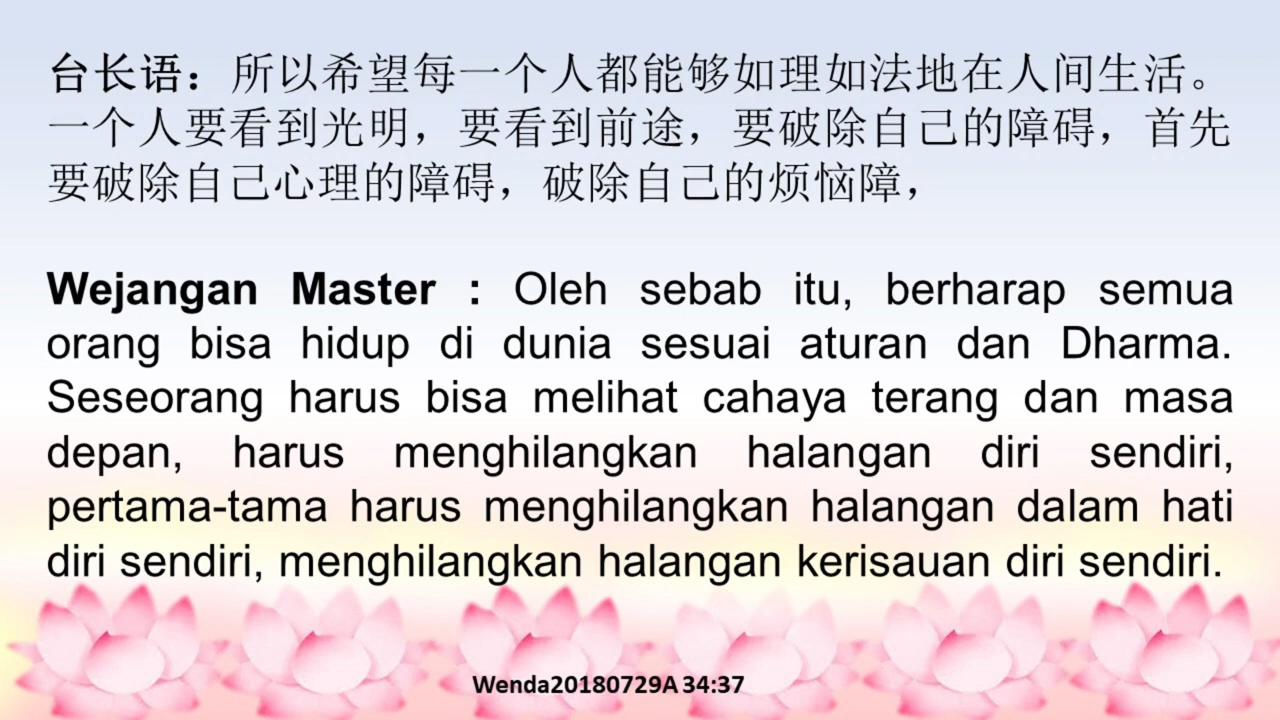 台长语：所以希望每一个人都能够如理如法地在人间生活。
一个人要看到光明，要看到前途，要破除自己的障碍，首先
要破除自己心理的障碍，破除自己的烦恼障，
Wejangan Master : Oleh sebab itu, berharap semua
orang bisa hidup di dunia sesuai aturan dan Dharma.
Seseorang harus bisa melihat cahaya terang dan masa
depan, harus menghilangkan halangan diri sendiri,
pertama-tama harus menghilangkan halangan dalam hati
diri sendiri, menghilangkan halangan kerisauan diri sendiri.
Wenda20180729A 34:37